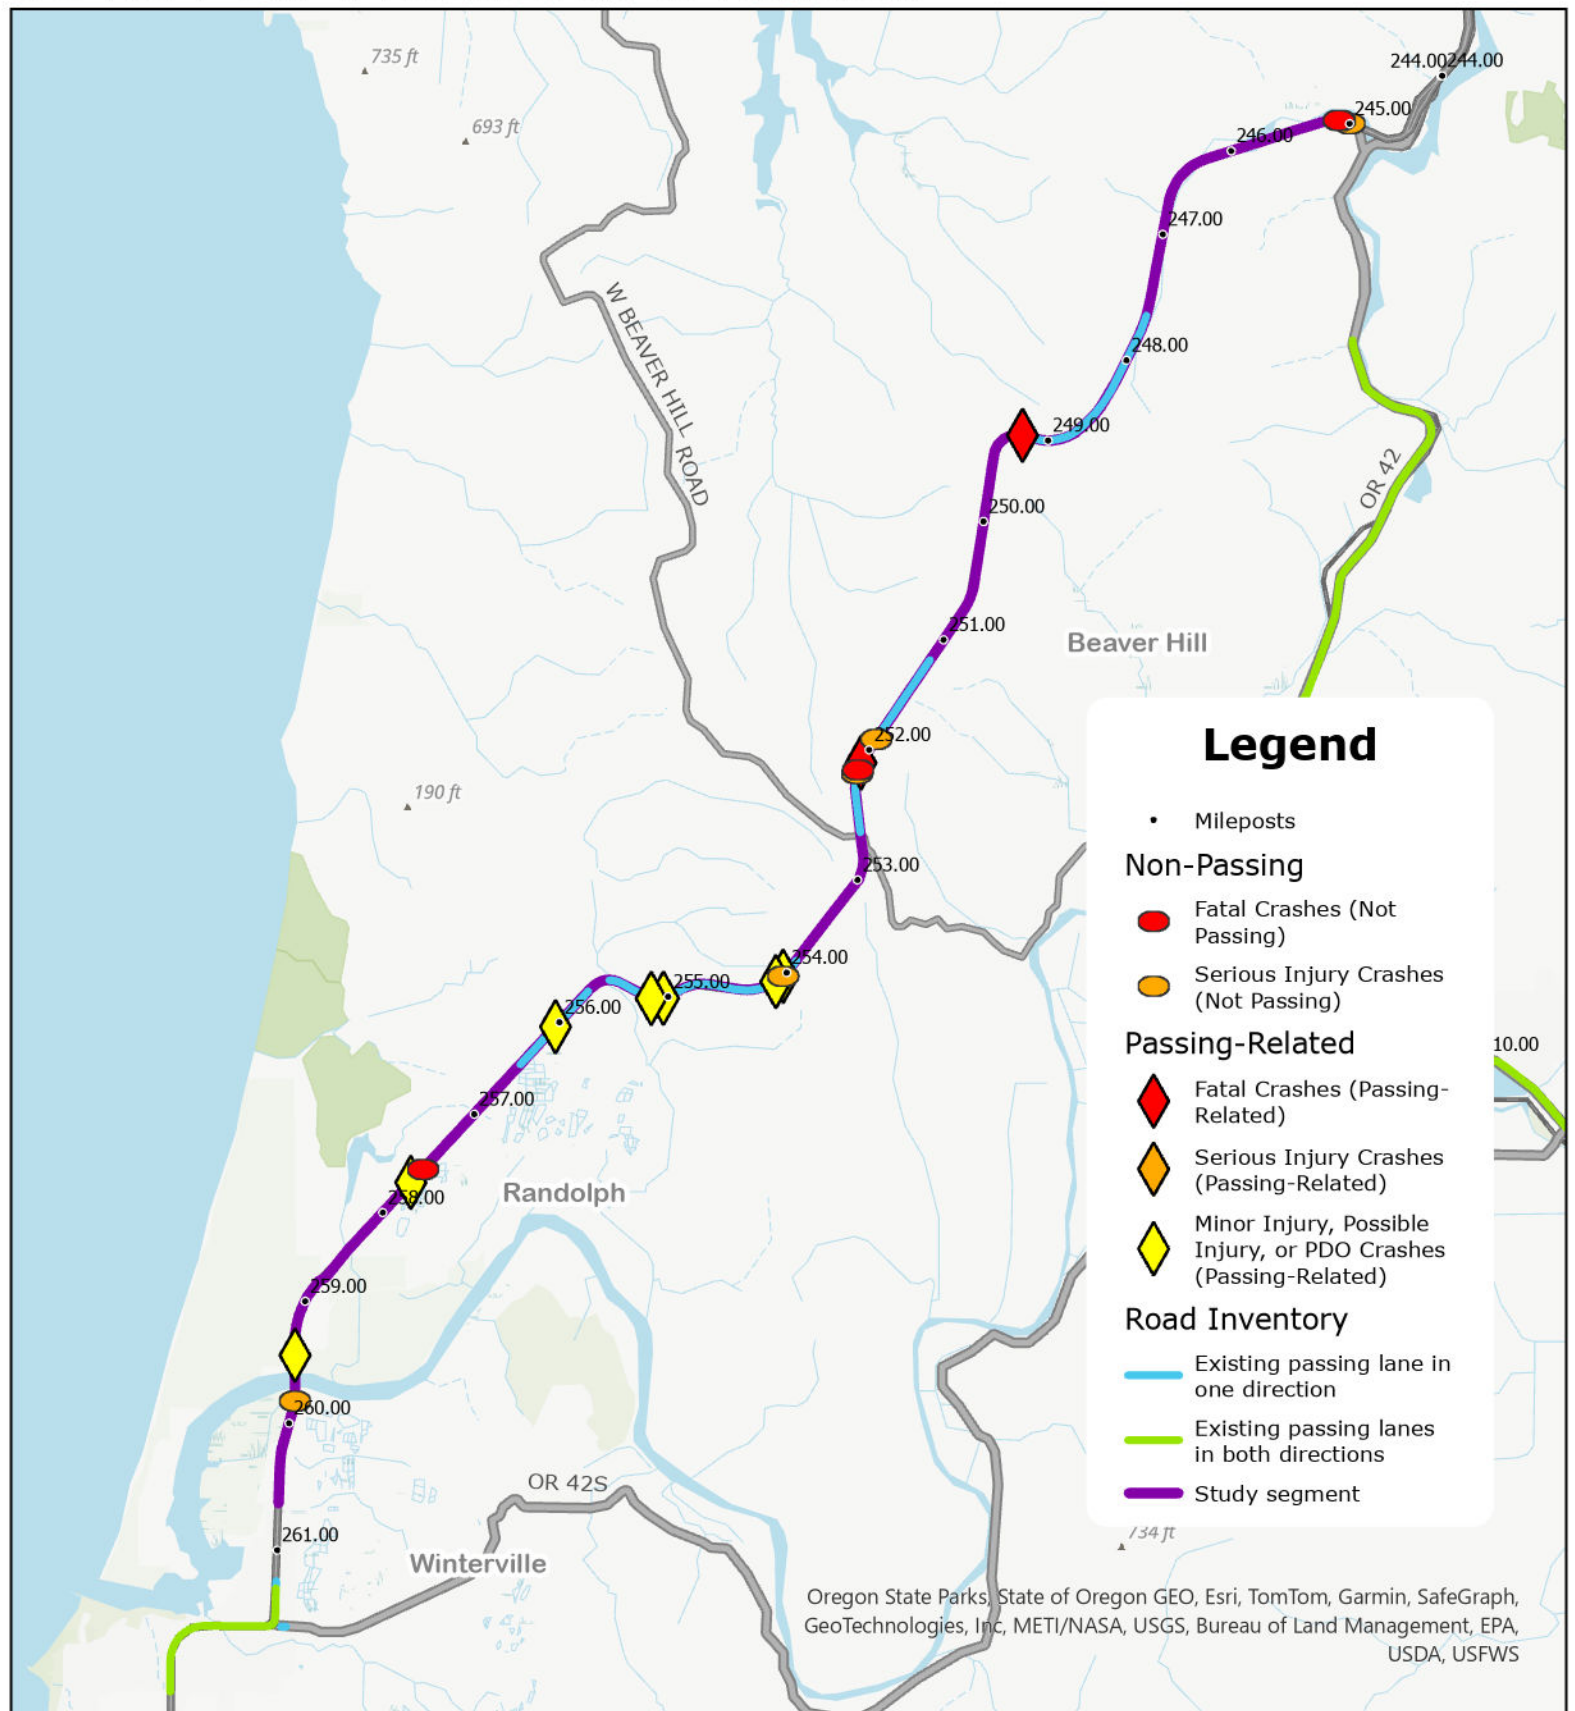 735 ft
244.00
244.00
245.00
693 ft
246.00
247.00
W BEAVER HILL ROAD
248.00
249.00
OR 42
250.00
251.00
Beaver Hill
252.00
190 ft
253.00
254.00
255.00
256.00
257.00
258.00
Randolph
259.00
260.00
OR 42S
261.00
Winterville
Legend
Mileposts
Non-Passing
Fatal Crashes (Not
Passing)
Serious Injury Crashes
(Not Passing)
Passing-Related
Fatal Crashes (Passing-
Related)
Serious Injury Crashes
(Passing-Related)
Minor Injury, Possible
Injury, or PDO Crashes
(Passing-Related)
Road Inventory
Existing passing lane in
one direction
Existing passing lanes
in both directions
Study segment
10.00
734 ft
Oregon State Parks, State of Oregon GEO, Esri, TomTom, Garmin, SafeGraph,
GeoTechnologies, Inc, METI/NASA, USGS, Bureau of Land Management, EPA,
USDA, USFWS